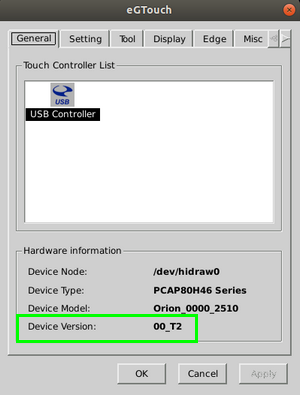 eGTouch
General Setting Tool Display Edge Misc
Touch Controller List
USB
USB Controller
Hardware information
Device Node: /dev/hidraw0
Device Type: PCAP80H46 Series
Device Model: Orion_0000_2510
Device Version: 00_T2
OK Cancel Apply